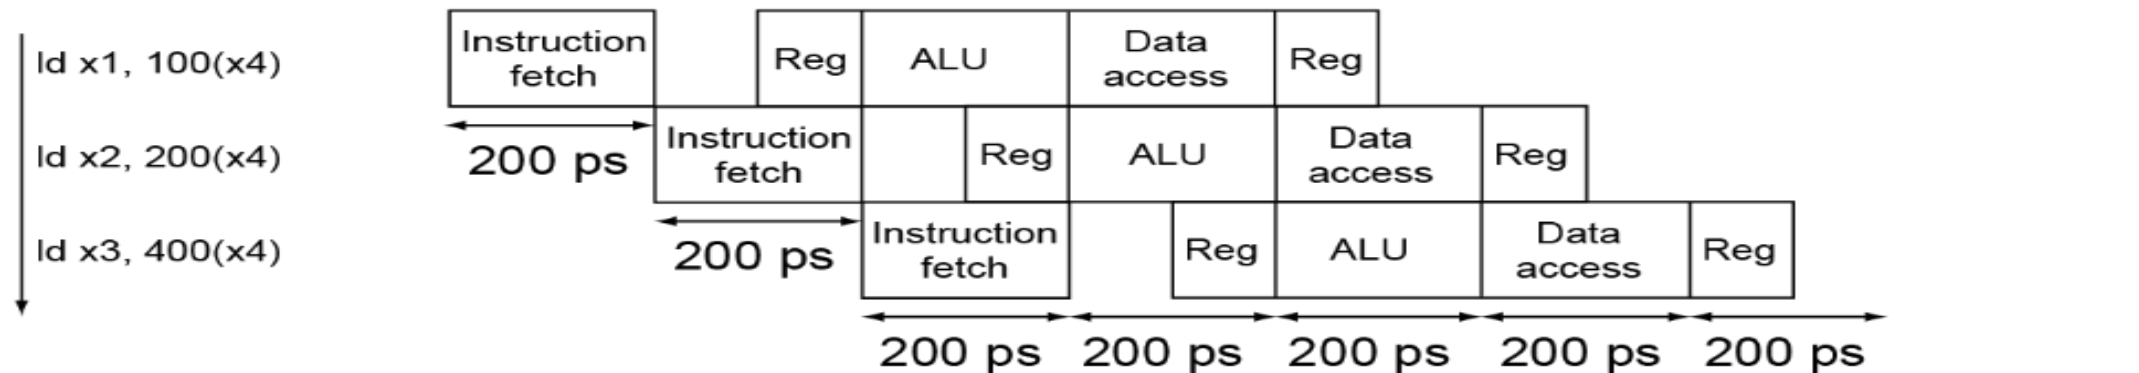 ld x1, 100(x4)
Instruction
fetch
Reg
ALU
Data
access
Reg
200 ps
ld x2, 200(x4)
Instruction
fetch
Reg
ALU
Data
access
Reg
200 ps
ld x3, 400(x4)
Instruction
fetch
Reg
ALU
Data
access
Reg
200 ps 200 ps 200 ps 200 ps 200 ps